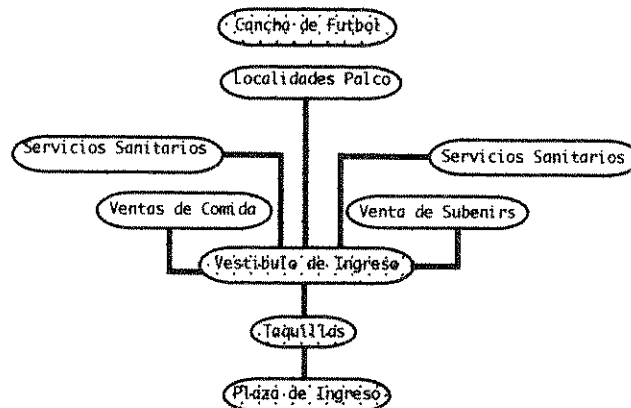 Cancha de Futbol
Localidades Palco
Servicios Sanitarios
Servicios Sanitarios
Ventas de Comida
Venta de Subenirs
Vestibulo de Ingreso
Taquillas
Plaza de Ingreso